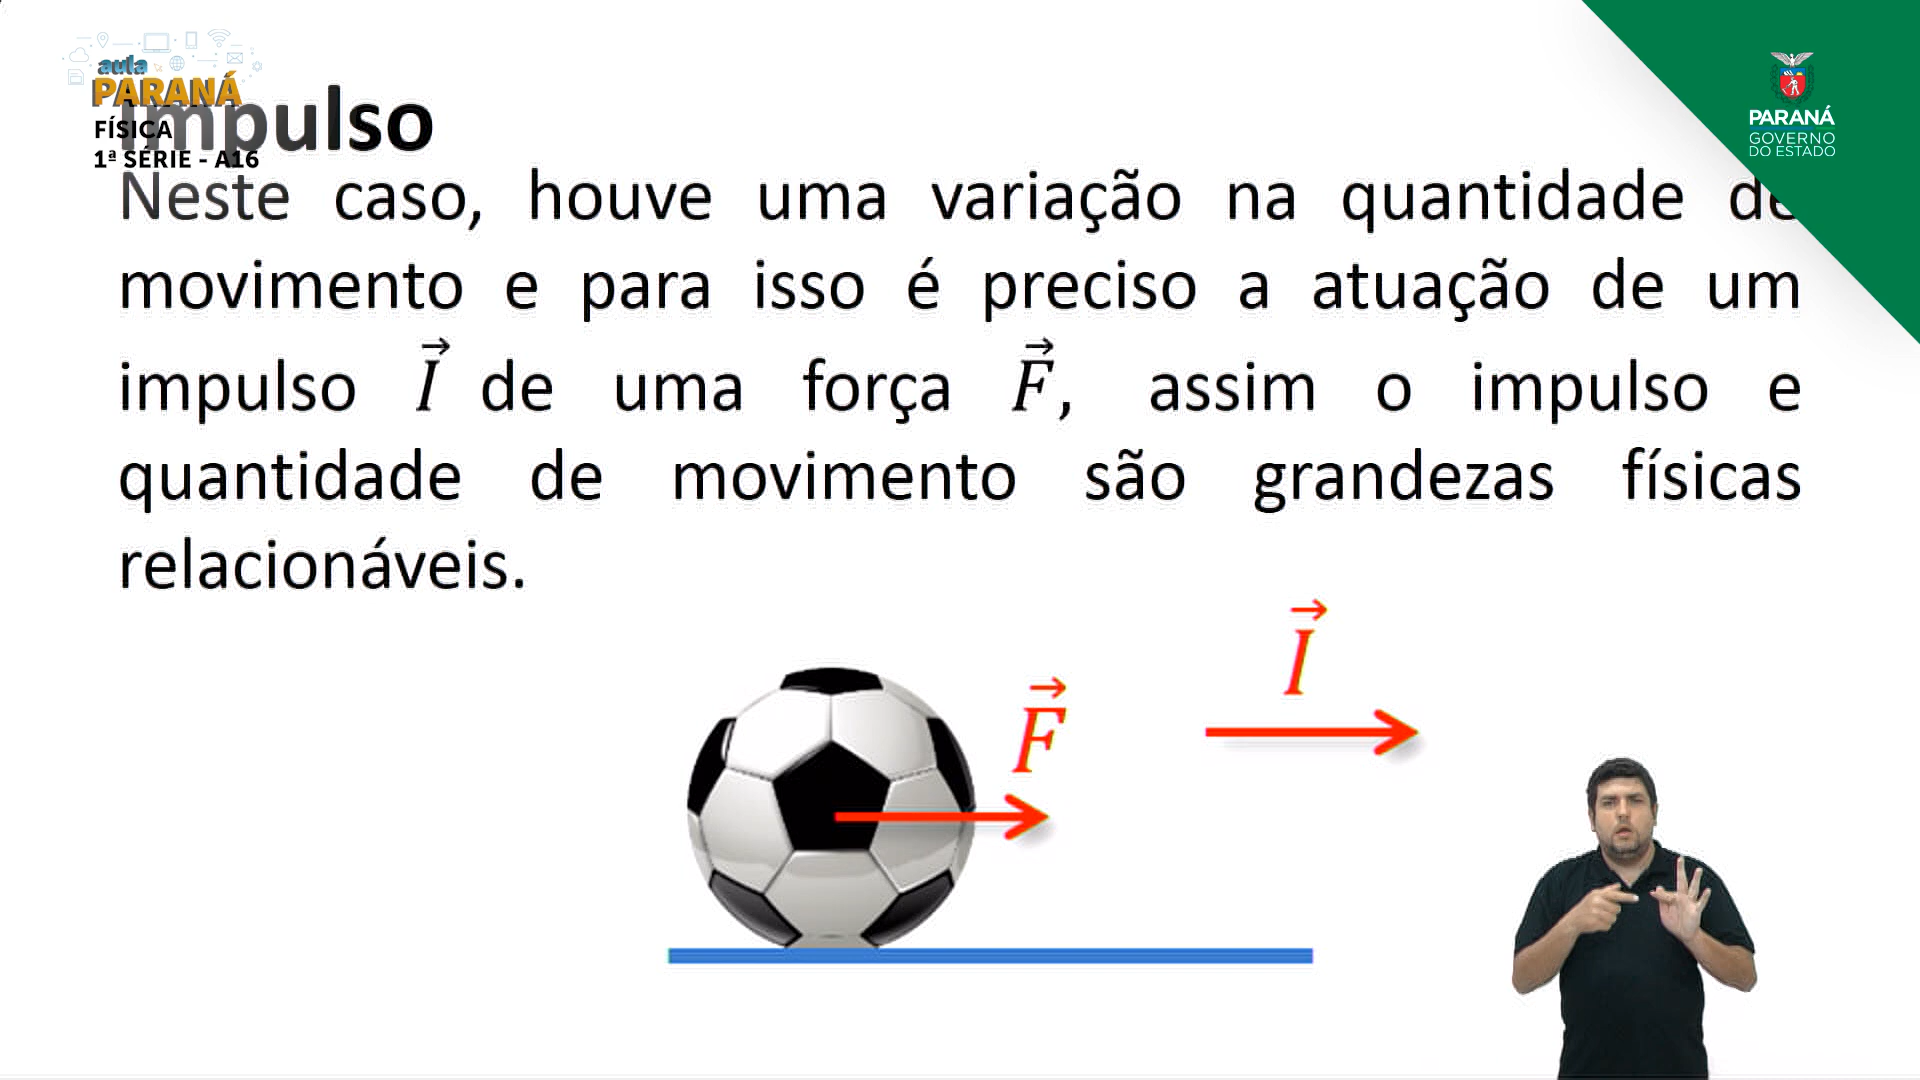 aula
PARANÁ
FÍSICA
1ª SÉRIE - A16
Impulso
PARANÁ
GOVERNO
DO ESTADO
Neste caso, houve uma variação na quantidade de
movimento e para isso é preciso a atuação de um
impulso I⃗ de uma força F⃗, assim o impulso e
quantidade de movimento são grandezas físicas
relacionáveis.
I⃗
F⃗